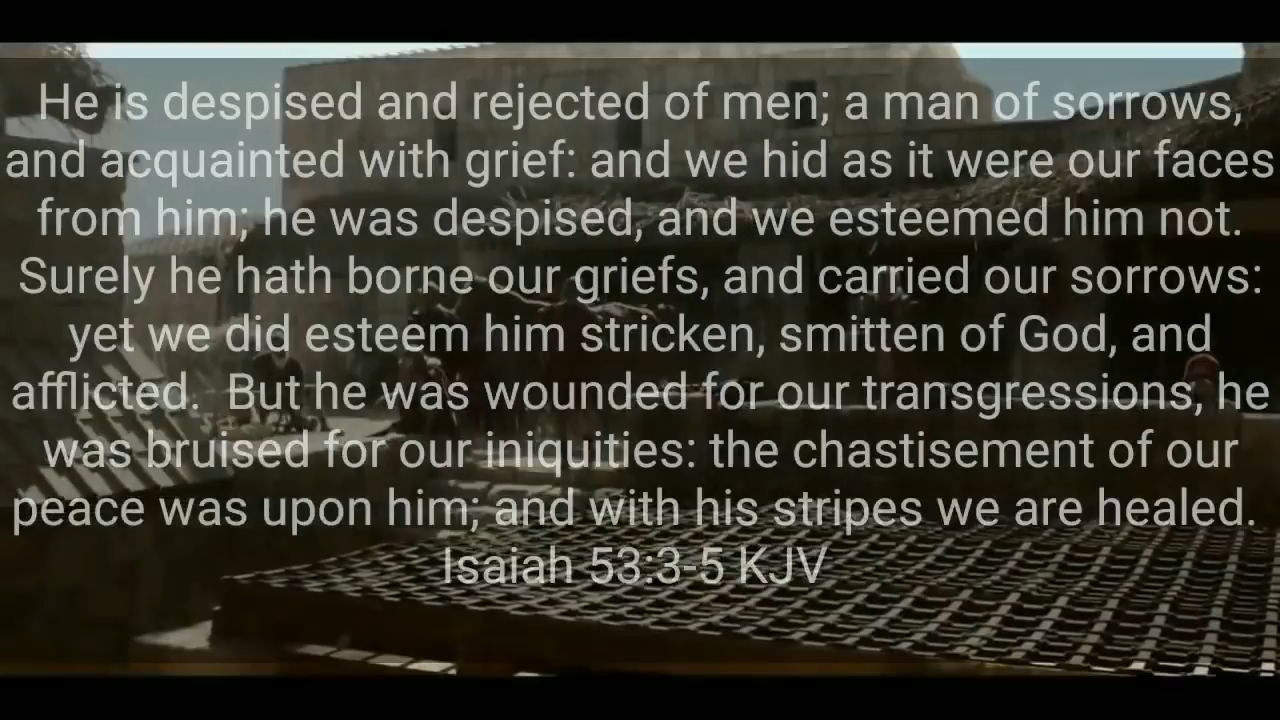 He is despised and rejected of men; a man of sorrows,
and acquainted with grief: and we hid as it were our faces
from him; he was despised, and we esteemed him not.
Surely he hath borne our griefs, and carried our sorrows:
yet we did esteem him stricken, smitten of God, and
afflicted.  But he was wounded for our transgressions, he
was bruised for our iniquities: the chastisement of our
peace was upon him; and with his stripes we are healed.
Isaiah 53:3-5 KJV